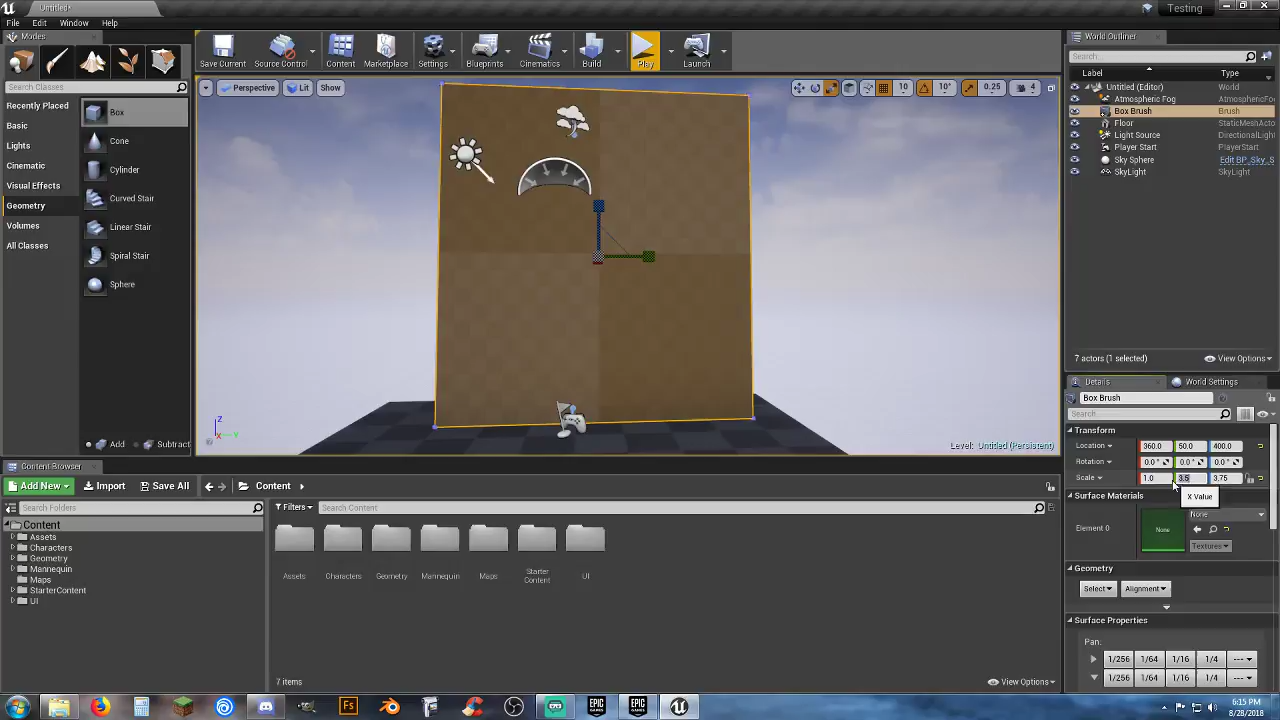 Untitled*
Testing
File Edit Window Help
Modes
Search Classes
Recently Placed
Basic
Lights
Cinematic
Visual Effects
Geometry
Volumes
All Classes
Box
Cone
Cylinder
Curved Stair
Linear Stair
Spiral Stair
Sphere
Add Subtract
Save Current Source Control Content Marketplace Settings Blueprints Cinematics Build Play Launch
Perspective Lit Show
10 10° 0.25 4
Z
X Y
Level: Untitled (Persistent)
World Outliner
Search...
Label Type
Untitled (Editor) World
Atmospheric Fog AtmosphericFo
Box Brush Brush
Floor StaticMeshActo
Light Source DirectionalLigh
Player Start PlayerStart
Sky Sphere Edit BP_Sky_S
SkyLight SkyLight
7 actors (1 selected) View Options
Details World Settings
Box Brush
Search
Transform
Location 360.0 50.0 400.0
Rotation 0.0 ° 0.0 ° 0.0 °
Scale 1.0 3.5 3.75
X Value
Surface Materials
Element 0 None None
Textures
Geometry
Select Alignment
Surface Properties
Pan:
1/256 1/64 1/16 1/4 ---
1/256 1/64 1/16 1/4 ---
Content Browser
Add New Import Save All Content
Search Folders
Filters Search Content
Content
Assets
Characters
Geometry
Mannequin
Maps
StarterContent
UI
Assets Characters Geometry Mannequin Maps Starter Content UI
7 items View Options
Fs
EPIC GAMES
EPIC GAMES
6:15 PM
8/28/2018